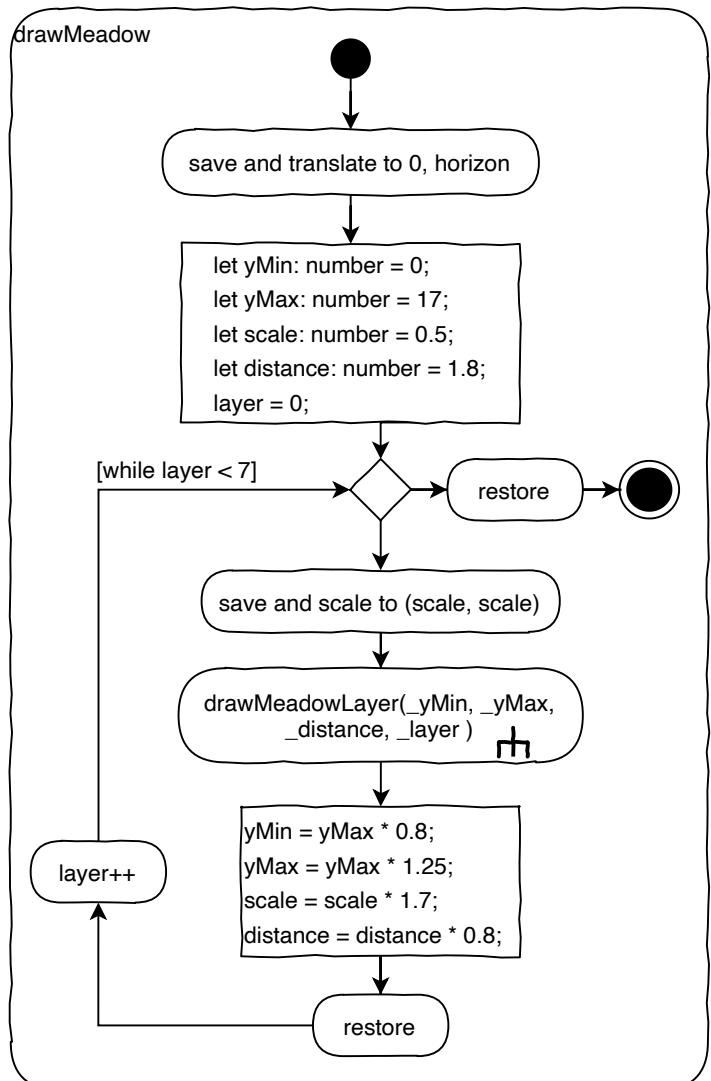 drawMeadow
save and translate to 0, horizon
let yMin: number = 0;
let yMax: number = 17;
let scale: number = 0.5;
let distance: number = 1.8;
layer = 0;
[while layer < 7]
restore
save and scale to (scale, scale)
drawMeadowLayer(_yMin, _yMax,
_distance, _layer )
yMin = yMax * 0.8;
yMax = yMax * 1.25;
scale = scale * 1.7;
distance = distance * 0.8;
layer++
restore